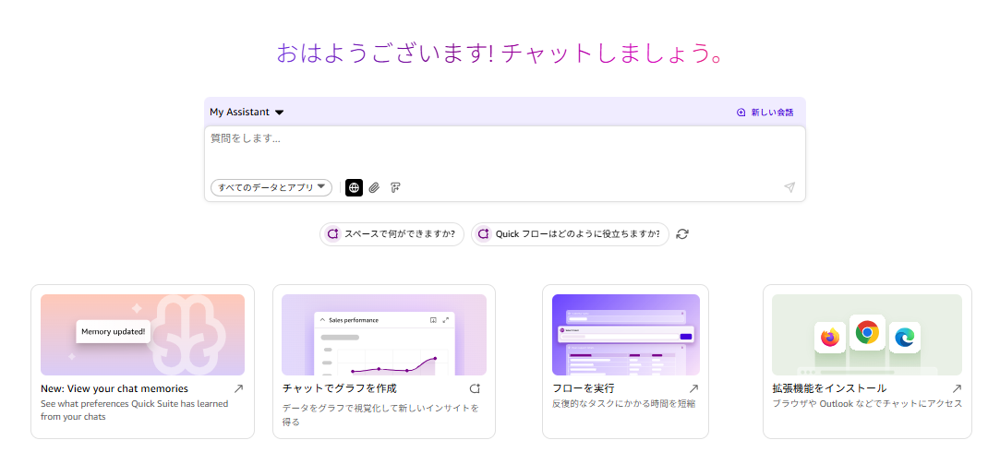 おはようございます! チャットしましょう。
My Assistant
新しい会話
質問をします...
すべてのデータとアプリ
スペースで何ができますか?
Quick フローはどのように役立ちますか?
Memory updated!
New: View your chat memories
See what preferences Quick Suite has learned
from your chats
Sales performance
チャットでグラフを作成
データをグラフで視覚化して新しいインサイトを
得る
フローを実行
反復的なタスクにかかる時間を短縮
拡張機能をインストール
ブラウザや Outlook などでチャットにアクセス